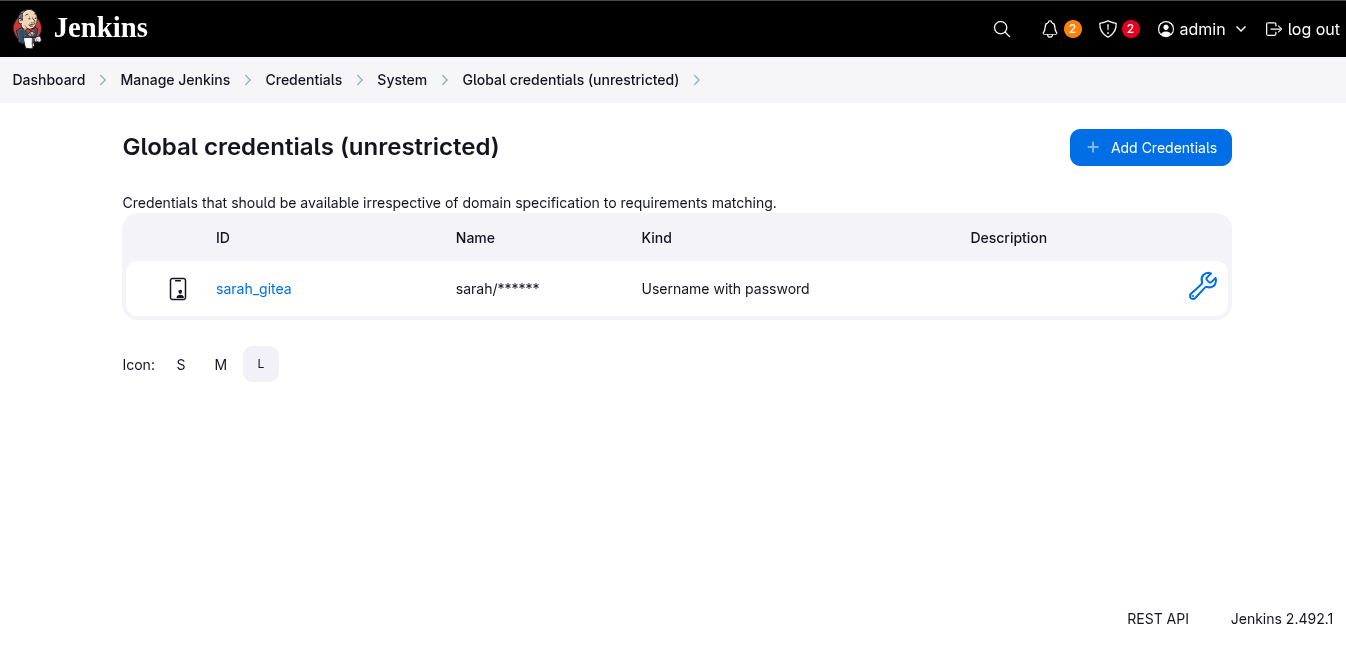 Jenkins
2
2
admin
log out
Dashboard
Manage Jenkins
Credentials
System
Global credentials (unrestricted)
Global credentials (unrestricted)
Add Credentials
Credentials that should be available irrespective of domain specification to requirements matching.
ID Name Kind Description
sarah_gitea sarah/****** Username with password
Icon: S M L
REST API Jenkins 2.492.1